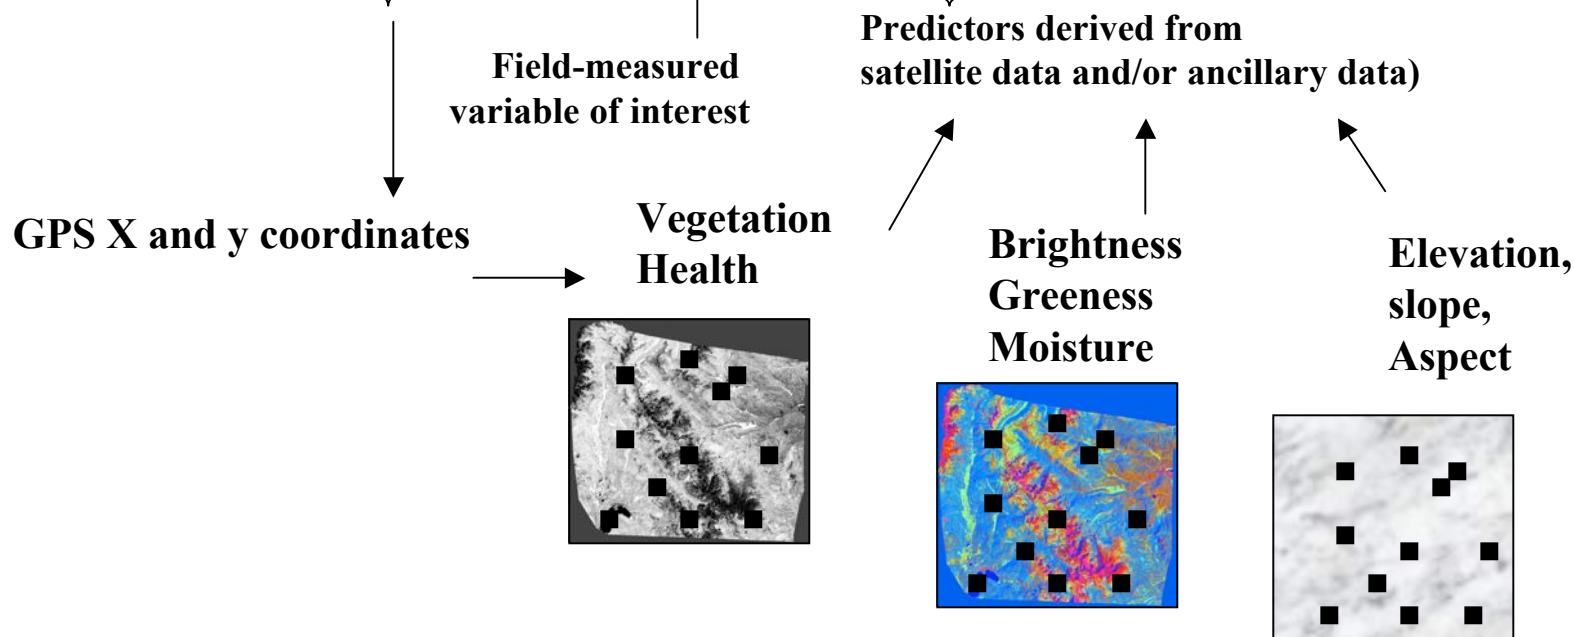 Predictors derived from
satellite data and/or ancillary data)
Field-measured
variable of interest
GPS X and y coordinates
Vegetation
Health
Brightness
Greeness
Moisture
Elevation,
slope,
Aspect